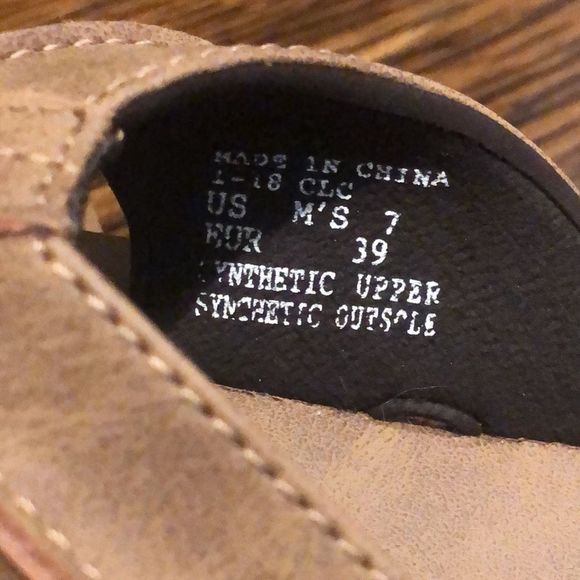 MADE IN CHINA
1-18 CLC
US M'S 7
EUR 39
SYNTHETIC UPPER
SYNTHETIC OUTSOLE